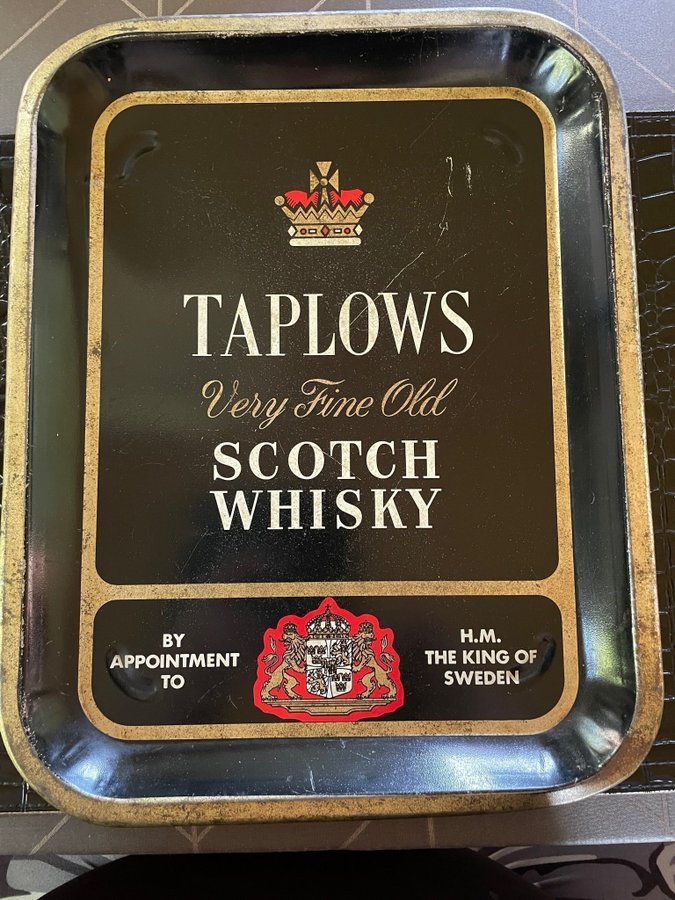 TAPLOWS
Very Fine Old
SCOTCH
WHISKY
BY
APPOINTMENT
TO
H.M.
THE KING OF
SWEDEN